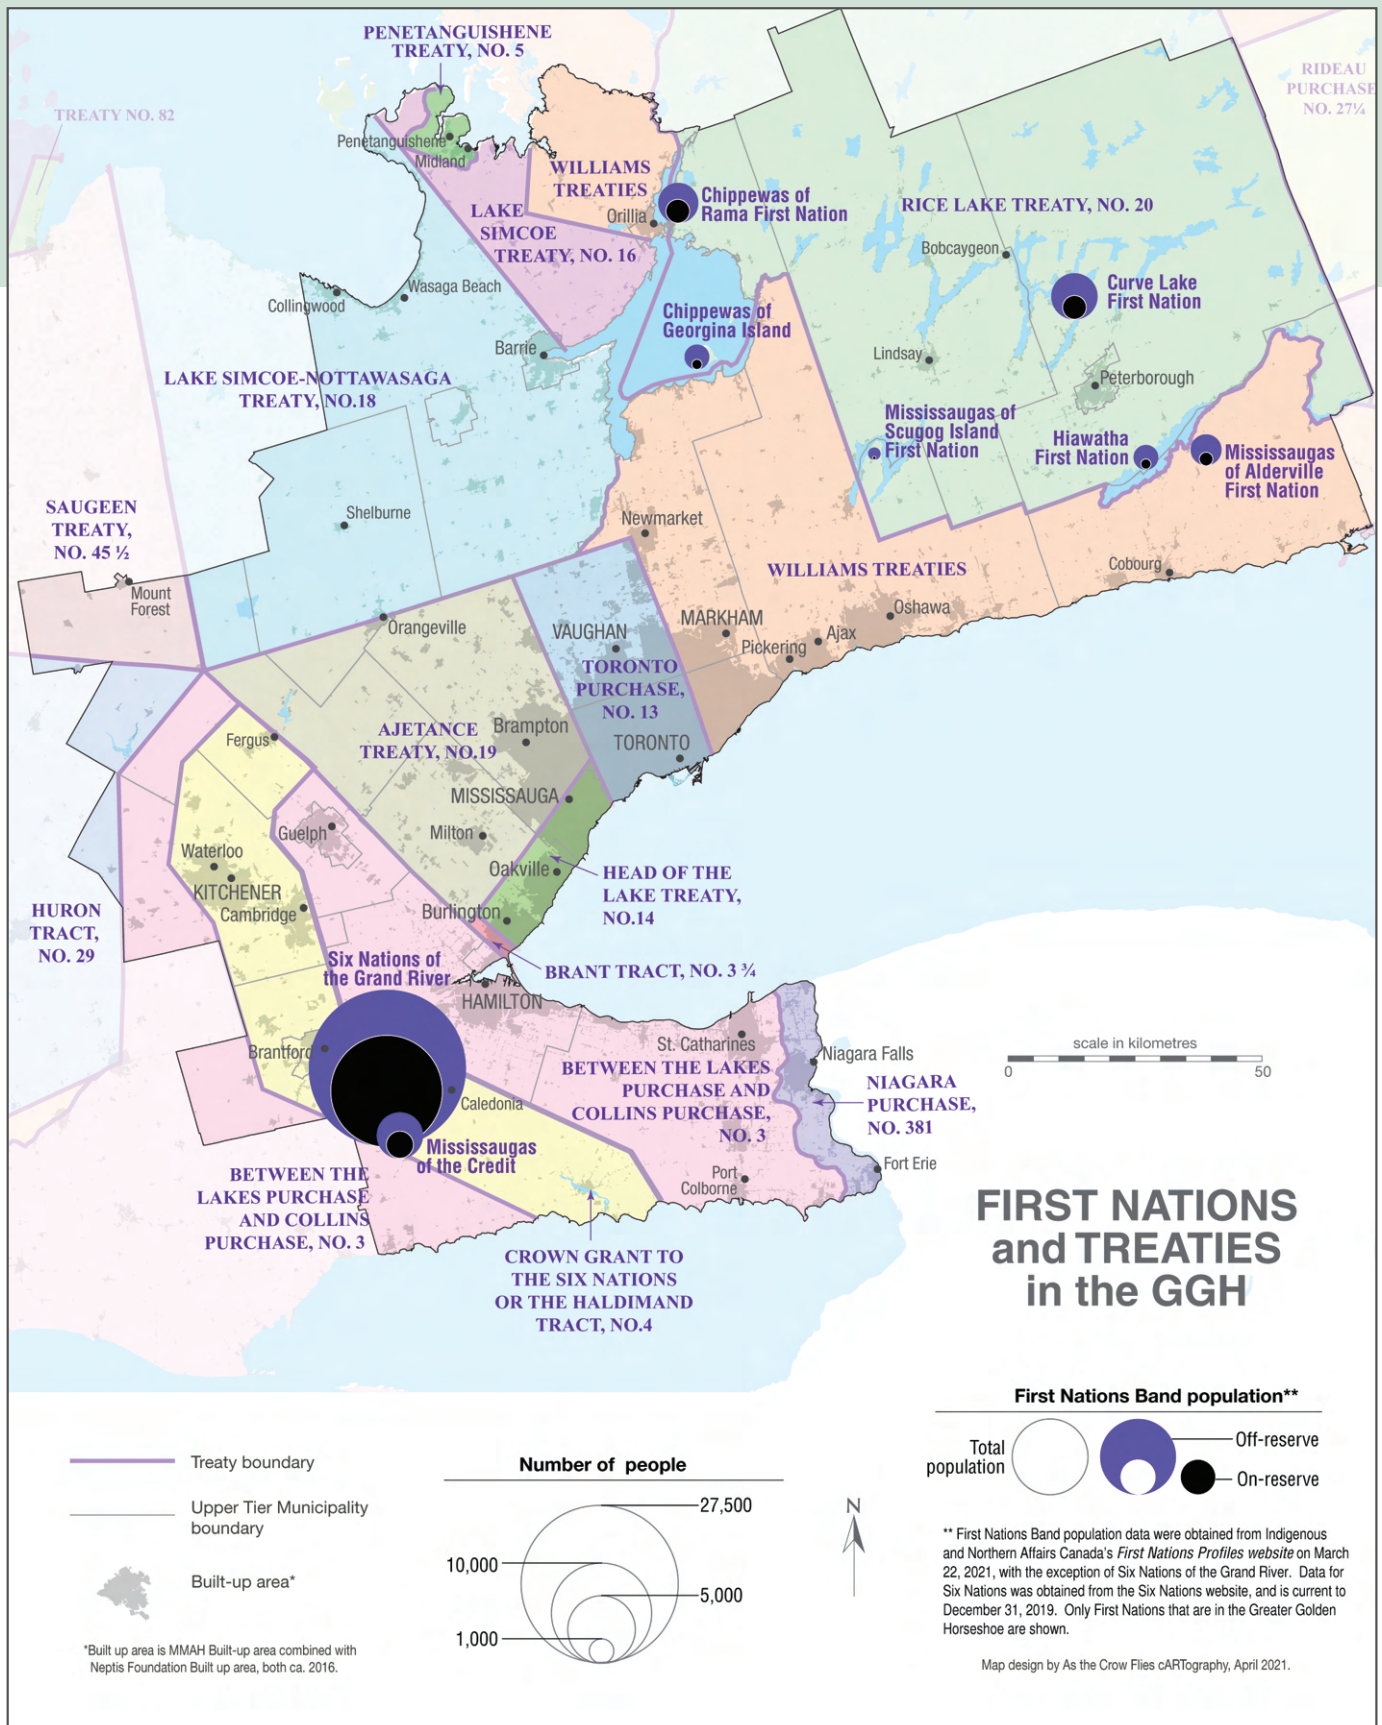 PENETANGUISHENE
TREATY, NO. 5
RIDEAU
PURCHASE
NO. 27¼
TREATY NO. 82
Penetanguishene
Midland
WILLIAMS
TREATIES
Chippewas of
Rama First Nation
RICE LAKE TREATY, NO. 20
LAKE
SIMCOE
TREATY, NO. 16
Orillia
Bobcaygeon
Wasaga Beach
Collingwood
Curve Lake
First Nation
Chippewas of
Georgina Island
Barrie
Lindsay
LAKE SIMCOE-NOTTAWASAGA
TREATY, NO.18
Peterborough
Mississaugas of
Scugog Island
First Nation
Hiawatha
First Nation
Mississaugas
of Alderville
First Nation
SAUGEEN
TREATY,
NO. 45 ½
Shelburne
Newmarket
WILLIAMS TREATIES
Cobourg
Mount
Forest
Orangeville
VAUGHAN
MARKHAM
Oshawa
Ajax
Pickering
TORONTO
PURCHASE,
NO. 13
AJETANCE
TREATY, NO.19
Brampton
Fergus
TORONTO
MISSISSAUGA
Guelph
Milton
Waterloo
KITCHENER
Cambridge
Oakville
HEAD OF THE
LAKE TREATY,
NO.14
Burlington
HURON
TRACT,
NO. 29
Six Nations of
the Grand River
BRANT TRACT, NO. 3 ¾
HAMILTON
St. Catharines
Brantford
Niagara Falls
scale in kilometres
0 50
BETWEEN THE LAKES
PURCHASE AND
COLLINS PURCHASE,
NO. 3
NIAGARA
PURCHASE,
NO. 381
Caledonia
Mississaugas
of the Credit
Fort Erie
Port
Colborne
BETWEEN THE
LAKES PURCHASE
AND COLLINS
PURCHASE, NO. 3
CROWN GRANT TO
THE SIX NATIONS
OR THE HALDIMAND
TRACT, NO.4
FIRST NATIONS
and TREATIES
in the GGH
Treaty boundary
Upper Tier Municipality
boundary
Built-up area*
*Built up area is MMAH Built-up area combined with
Neptis Foundation Built up area, both ca. 2016.
Number of people
27,500
10,000
5,000
1,000
N
First Nations Band population**
Total
population
Off-reserve
On-reserve
** First Nations Band population data were obtained from Indigenous
and Northern Affairs Canada's First Nations Profiles website on March
22, 2021, with the exception of Six Nations of the Grand River. Data for
Six Nations was obtained from the Six Nations website, and is current to
December 31, 2019. Only First Nations that are in the Greater Golden
Horseshoe are shown.
Map design by As the Crow Flies cARTography, April 2021.